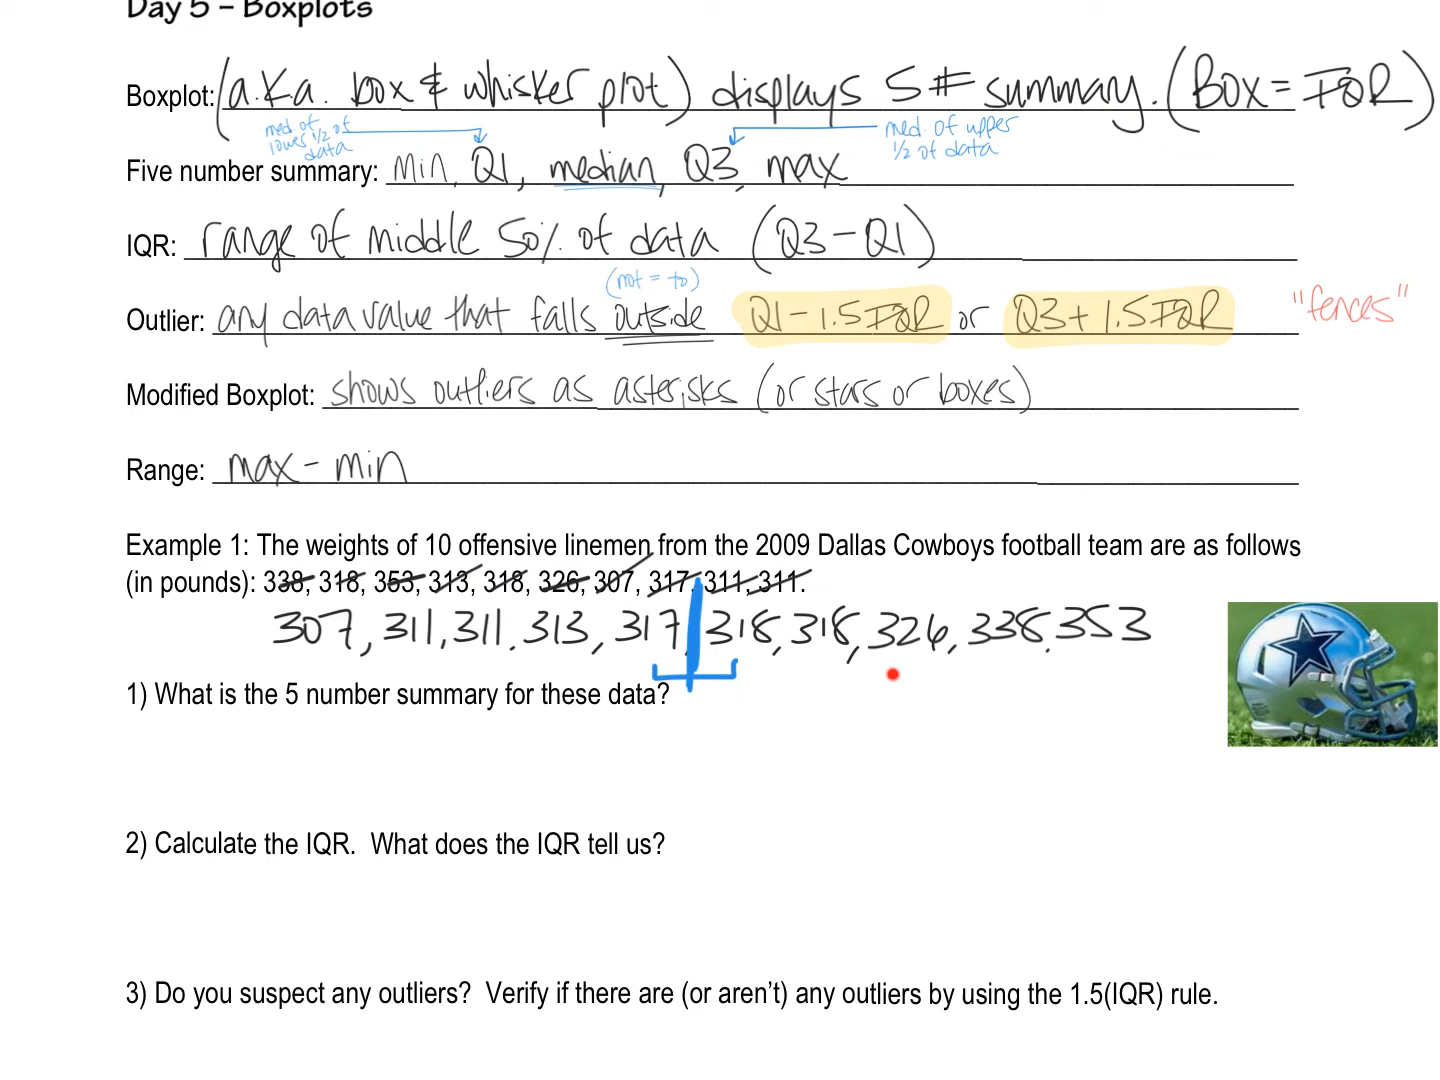 Day 5 – Boxplots
Boxplot: (a.k.a. box & whisker plot) displays 5 # summary. (Box = IQR)
med of lower 1/2 of data
med. of upper 1/2 of data
Five number summary: min, Q1, median, Q3, max
IQR: range of middle 50% of data (Q3 - Q1)
(not = to)
Outlier: any data value that falls outside Q1 - 1.5 IQR or Q3 + 1.5 IQR "fences"
Modified Boxplot: shows outliers as asterisks (or stars or boxes)
Range: max - min
Example 1: The weights of 10 offensive linemen from the 2009 Dallas Cowboys football team are as follows
(in pounds): 338, 318, 353, 313, 318, 326, 307, 317, 311, 311.
307, 311, 311, 313, 317, 318, 318, 326, 338, 353
1) What is the 5 number summary for these data?
2) Calculate the IQR. What does the IQR tell us?
3) Do you suspect any outliers? Verify if there are (or aren't) any outliers by using the 1.5(IQR) rule.